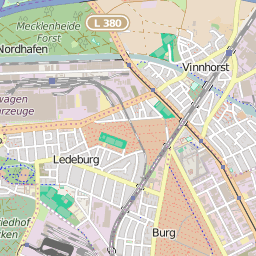 Mecklenheide
Forst
L 380
Nordhafen
Vinnhorst
wagen
rzeuge
Ledeburg
iedhof
cken
Burg